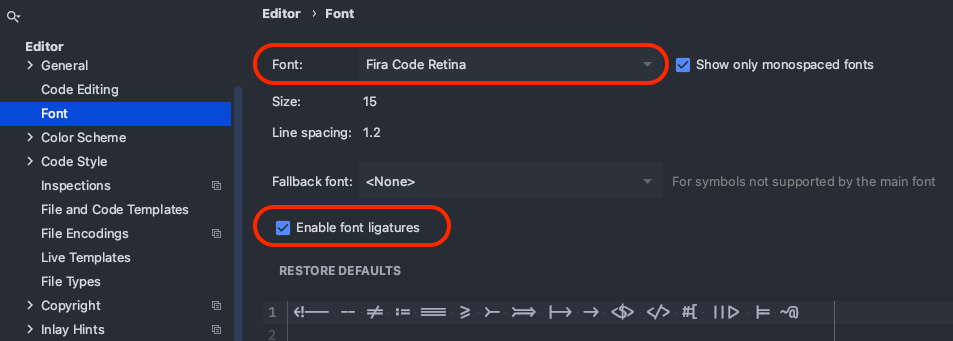 Editor › Font
Editor
General
Code Editing
Font
Color Scheme
Code Style
Inspections
File and Code Templates
File Encodings
Live Templates
File Types
Copyright
Inlay Hints
Font: Fira Code Retina
Show only monospaced fonts
Size: 15
Line spacing: 1.2
Fallback font: <None>
For symbols not supported by the main font
Enable font ligatures
RESTORE DEFAULTS
1 <!-- -- != := === >= >- >=> |-> -> <$> </> #[ ||> |= ~@
2